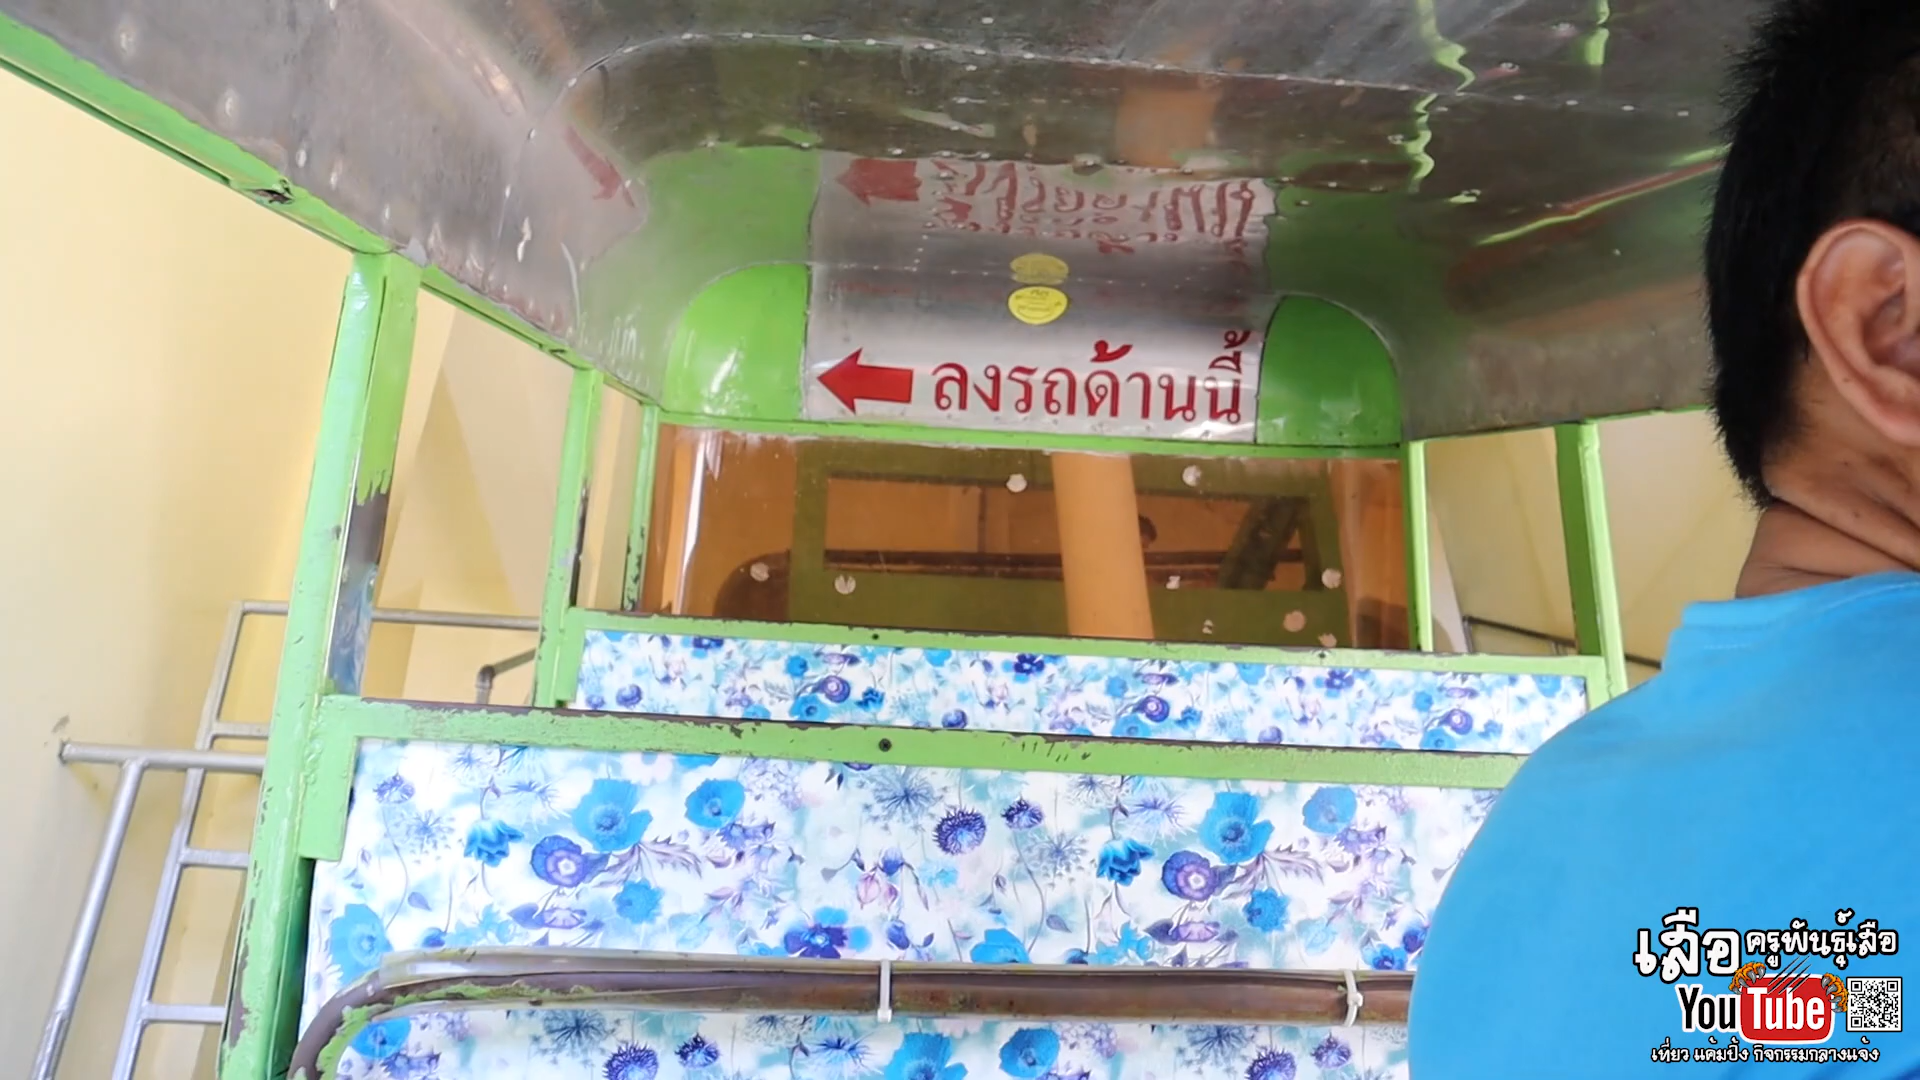 ลงรถด้านนี้
เสือ ครูพันธุ์เสือ
YouTube
เที่ยว แค้มปิ้ง กิจกรรมกลางแจ้ง